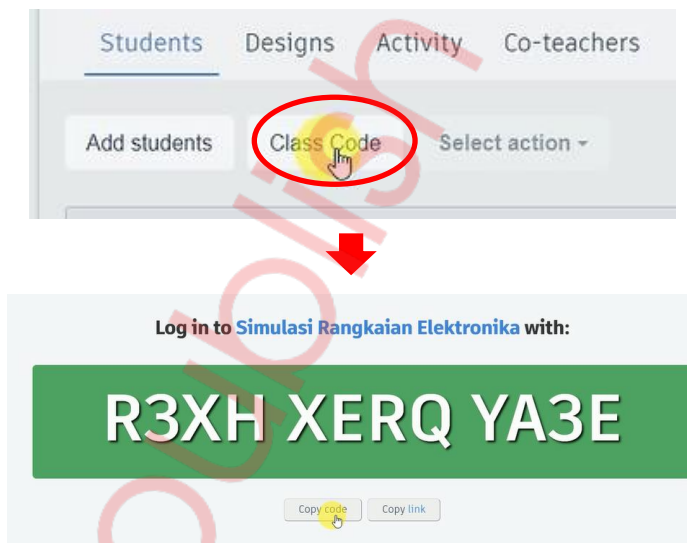 Students Designs Activity Co-teachers
Add students Class Code Select action
Log in to Simulasi Rangkaian Elektronika with:
R3XH XERQ YA3E
Copy code Copy link
publish